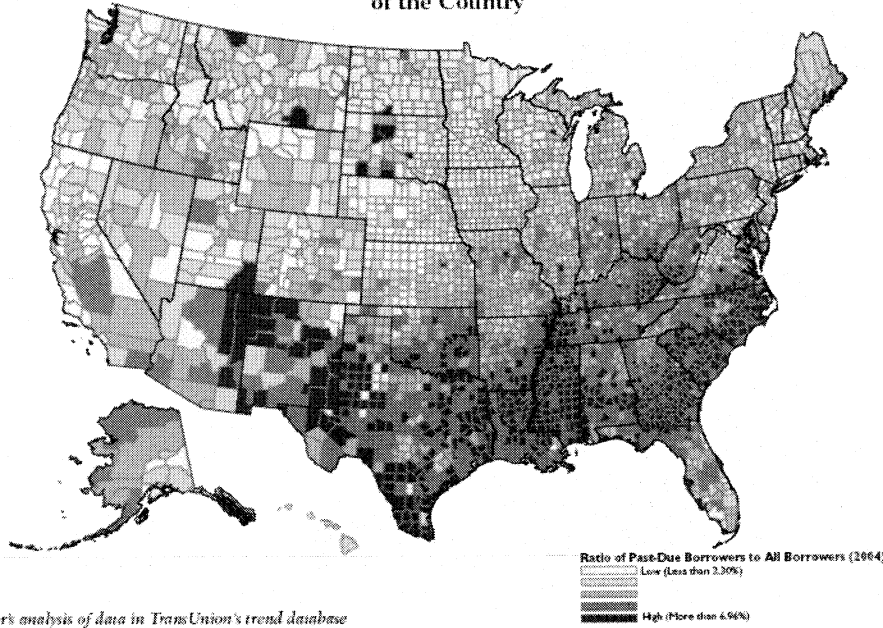 of the Country
Ratio of Past-Due Borrowers to All Borrowers (2004)
Low (Less than 2.30%)
High (More than 6.96%)
r's analysis of data in TransUnion's trend database